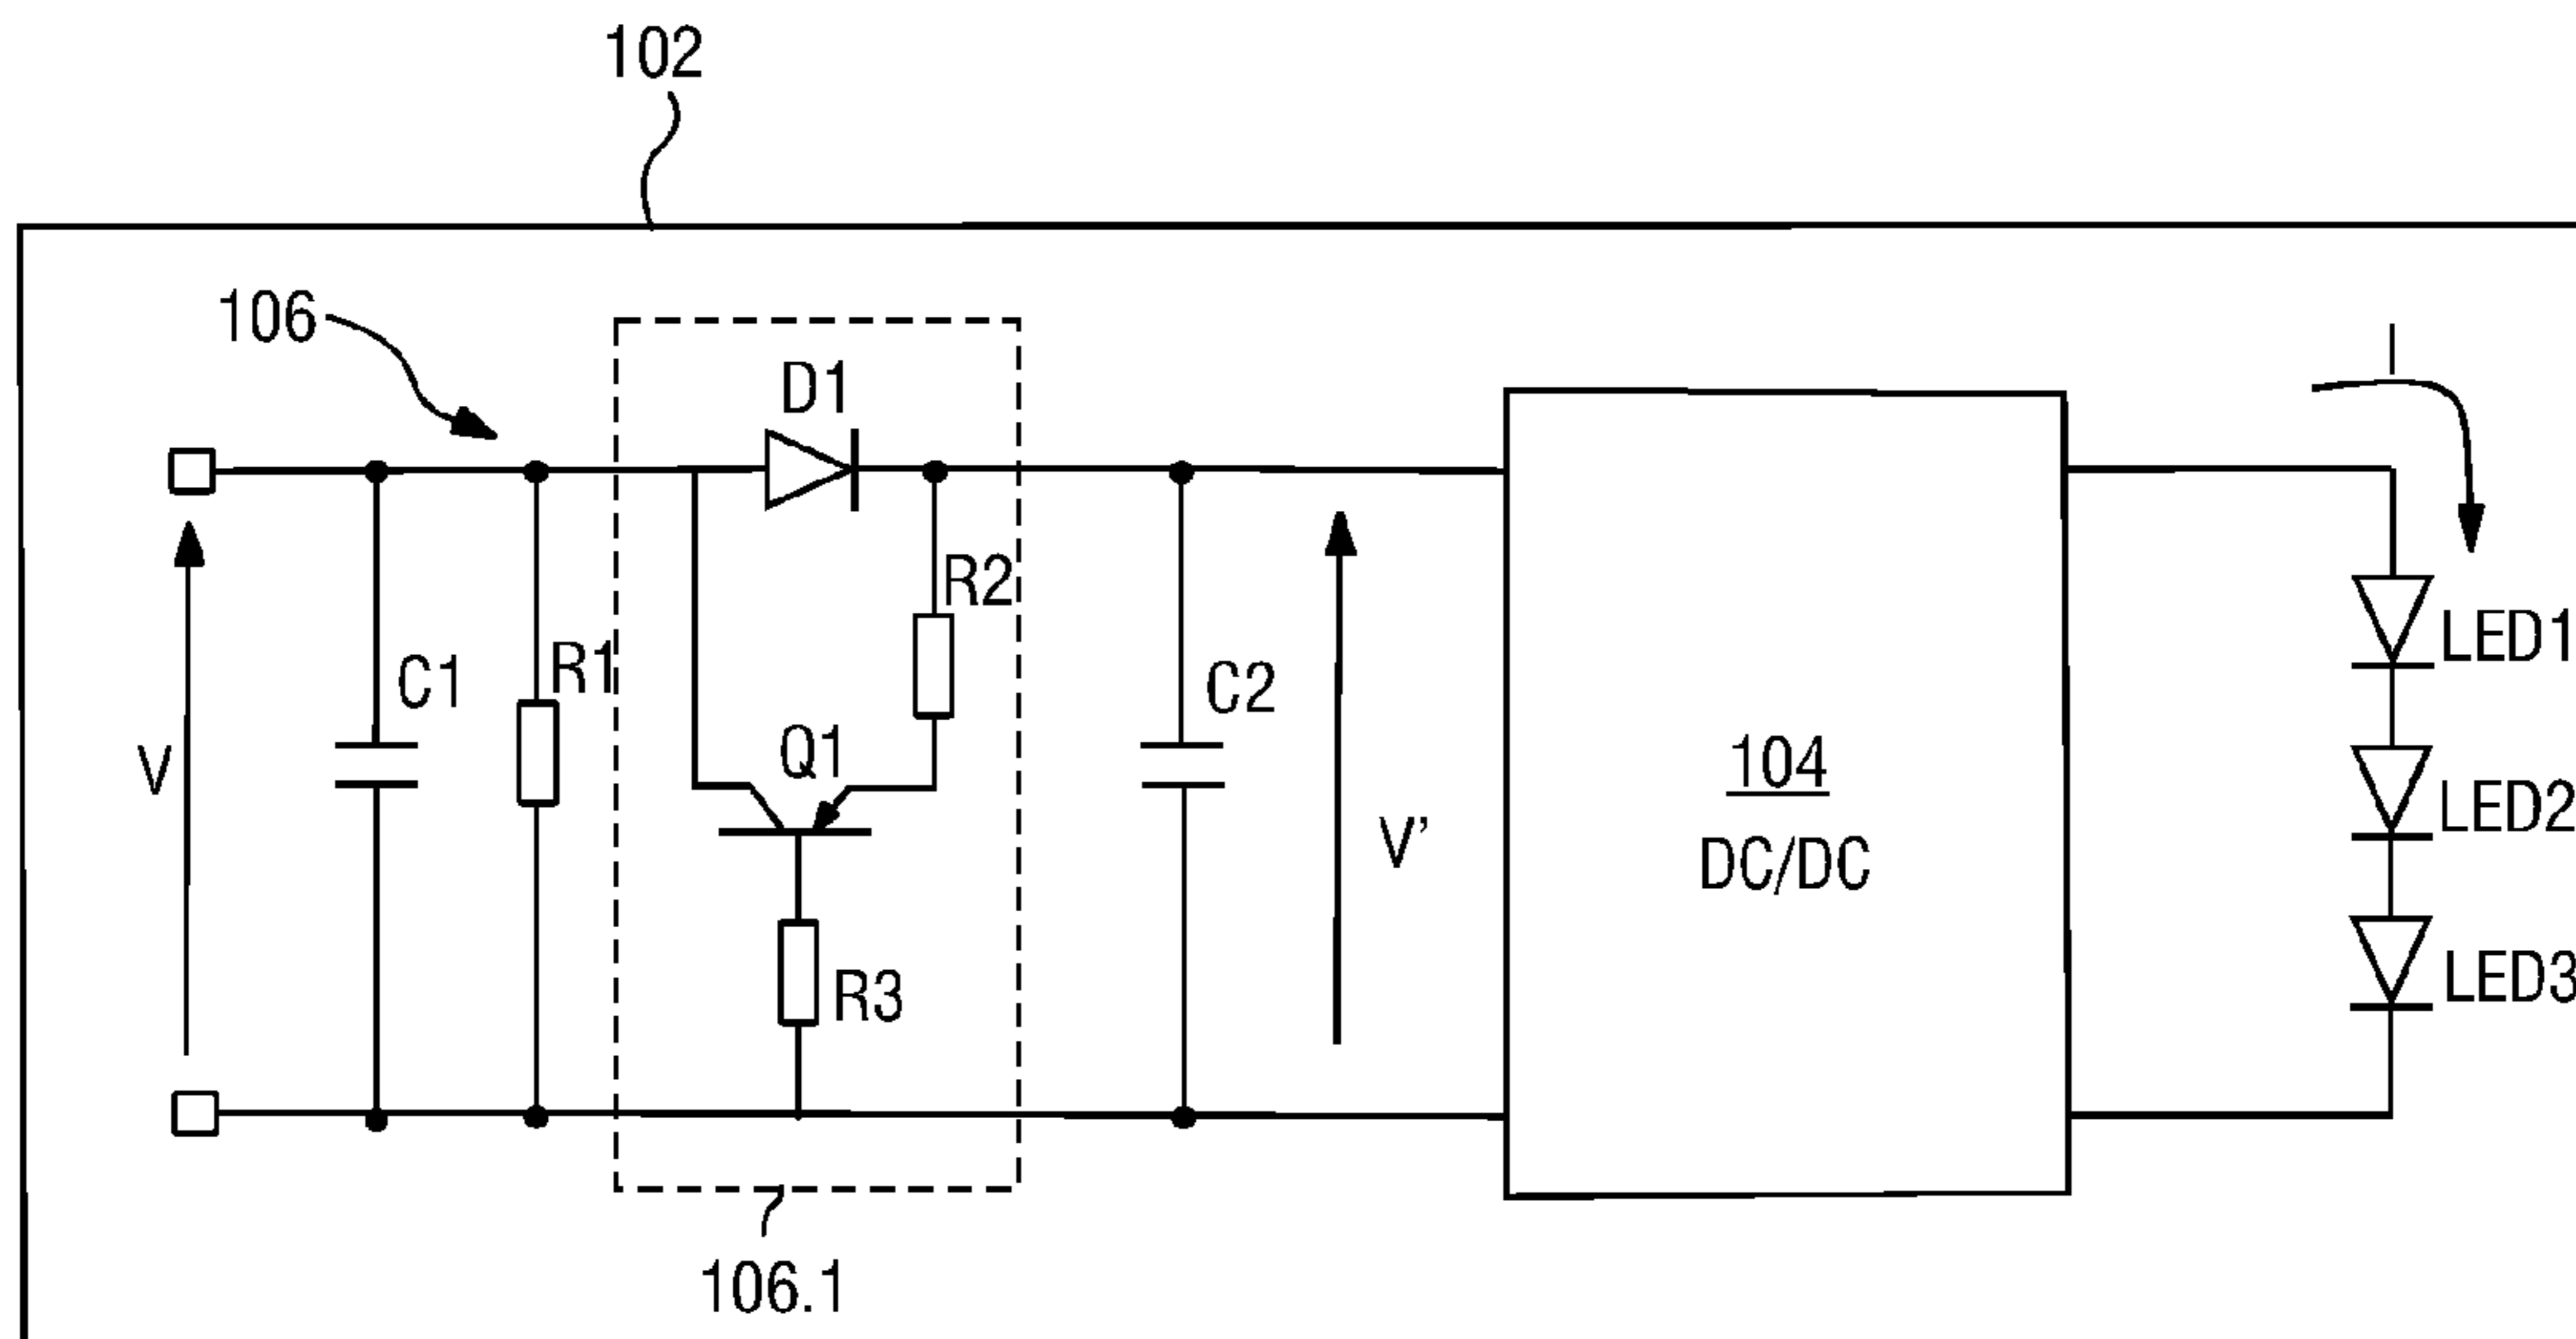 102
106
D1
R2
R1
C1
C2
Q1
V
V’
R3
104
DC/DC
LED1
LED2
LED3
106.1